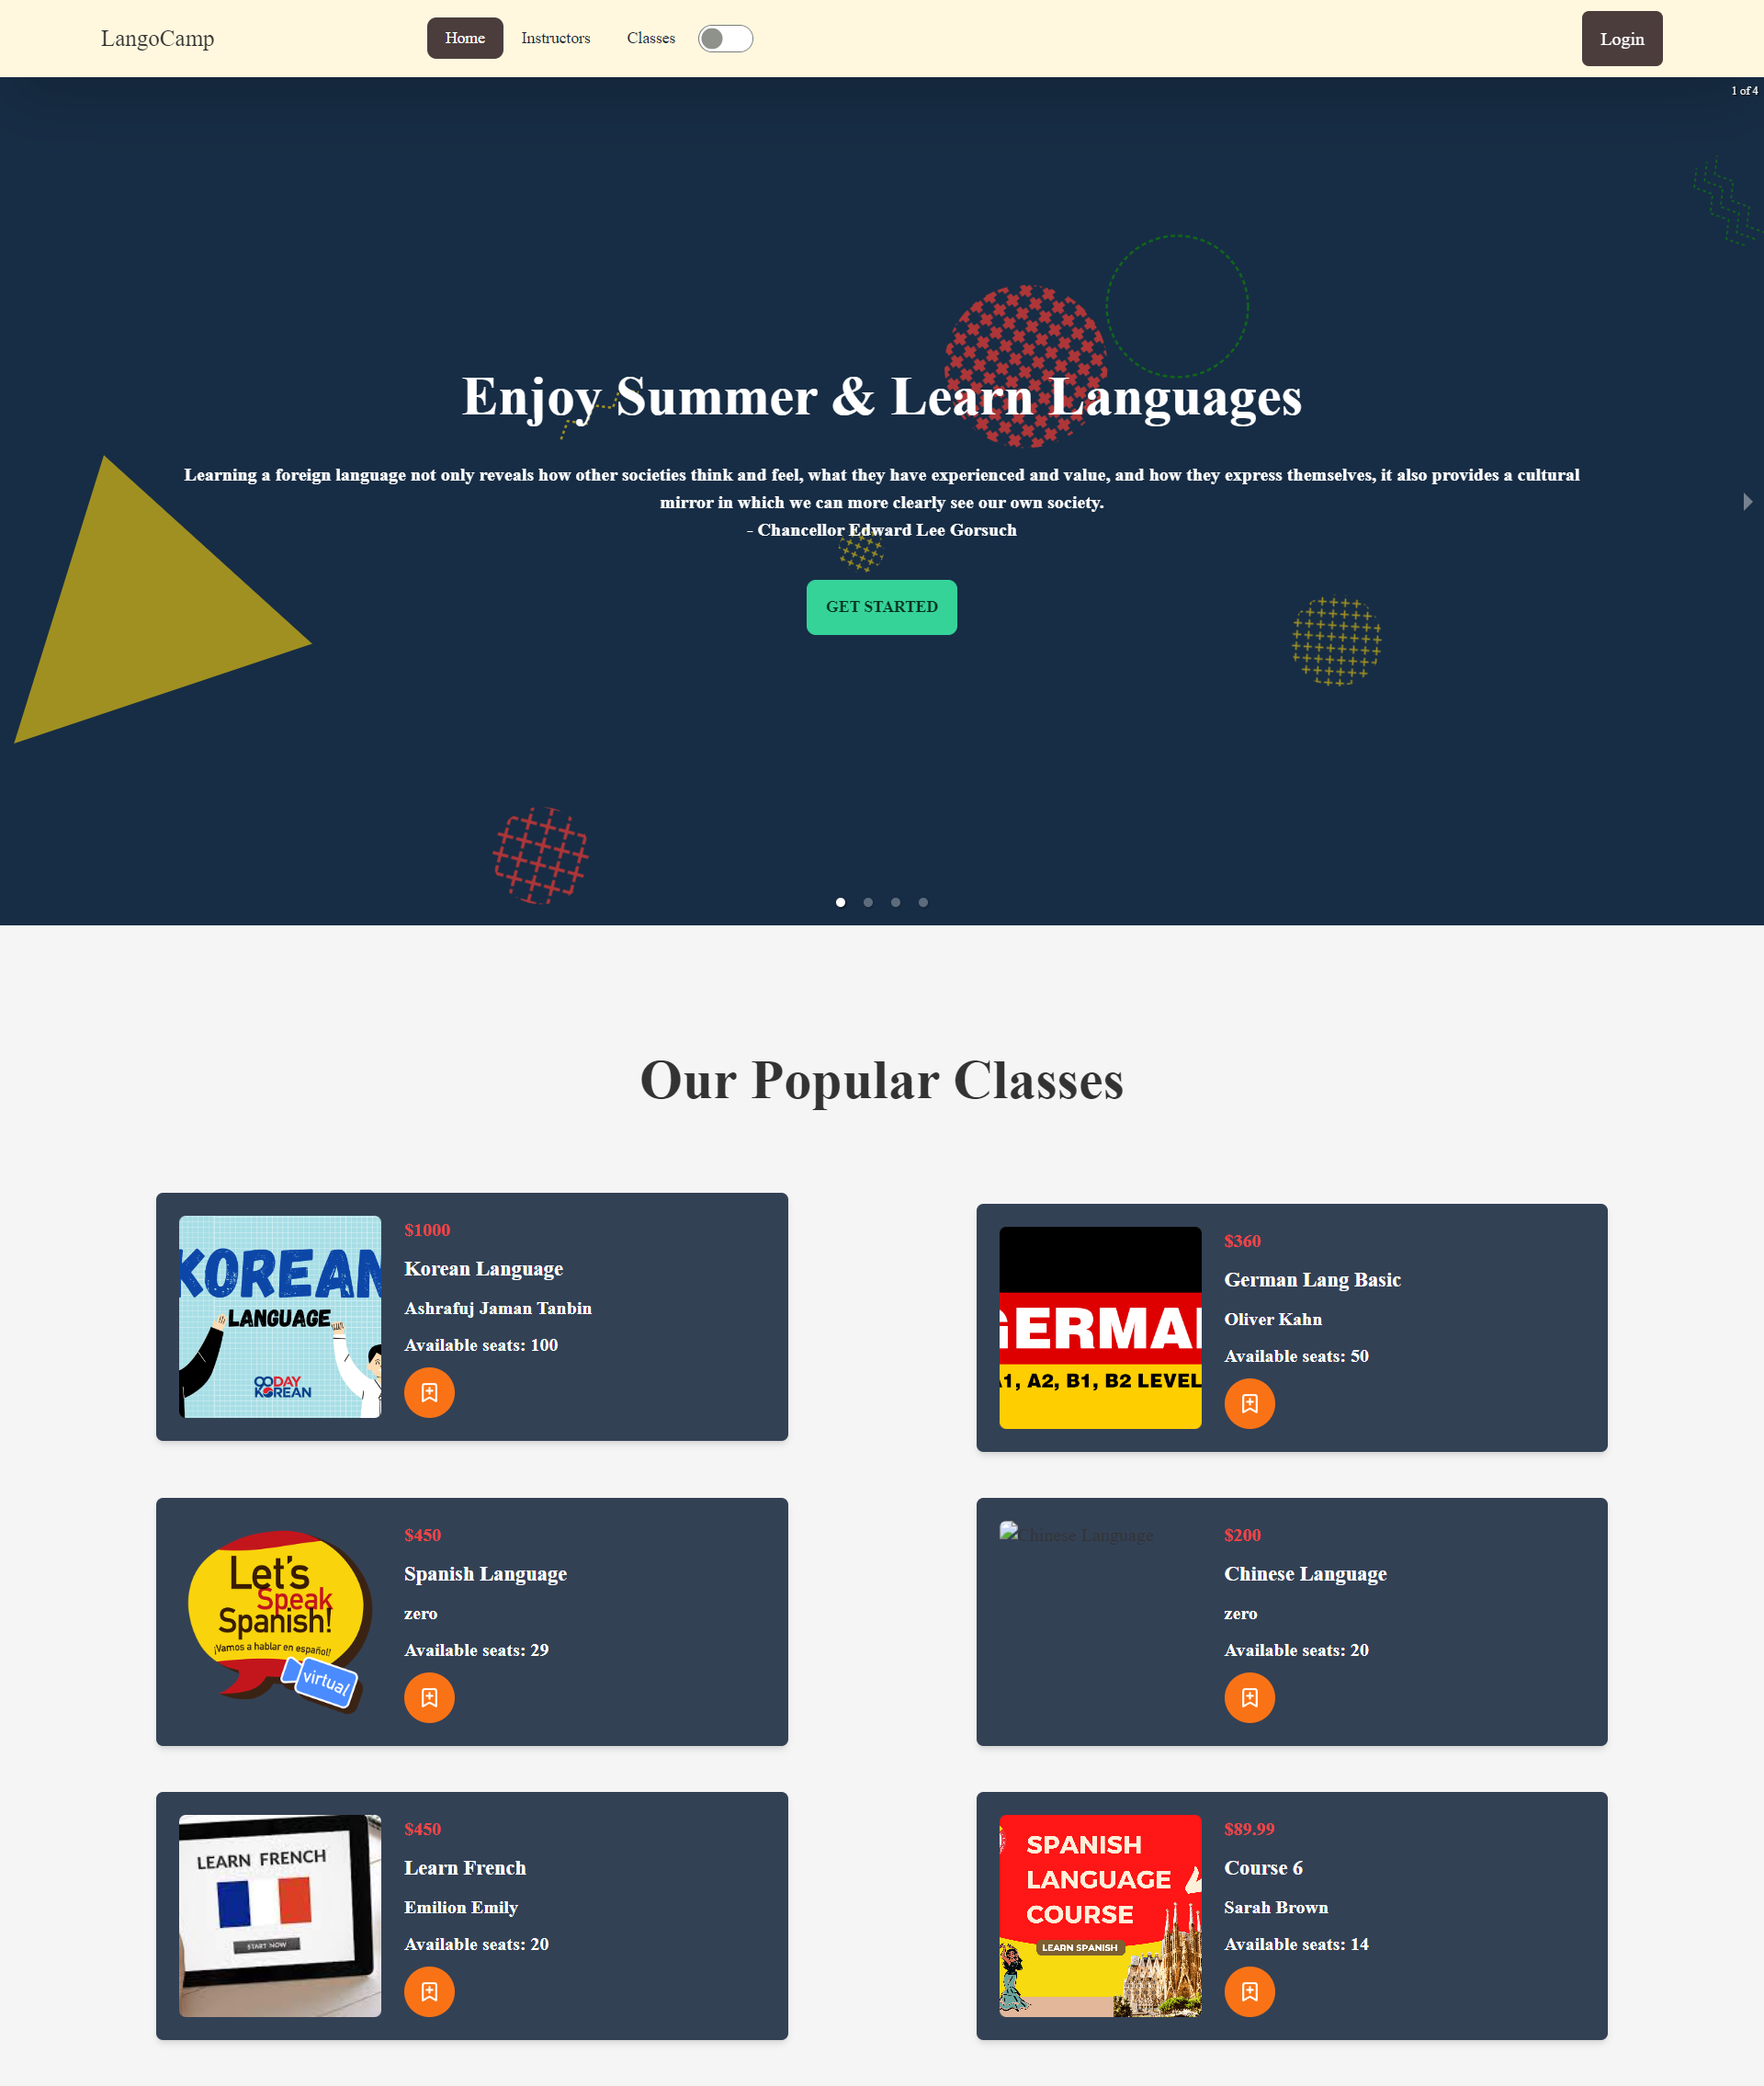 LangoCamp
Home
Instructors
Classes
Login
1 of 4
Enjoy Summer & Learn Languages
Learning a foreign language not only reveals how other societies think and feel, what they have experienced and value, and how they express themselves, it also provides a cultural
mirror in which we can more clearly see our own society.
- Chancellor Edward Lee Gorsuch
GET STARTED
Our Popular Classes
KOREAN
LANGUAGE
90DAY
KOREAN
$1000
Korean Language
Ashrafuj Jaman Tanbin
Available seats: 100
GERMAN
A1, A2, B1, B2 LEVEL
$360
German Lang Basic
Oliver Kahn
Available seats: 50
Let's
Speak
Spanish!
¡Vamos a hablar en español!
virtual
$450
Spanish Language
zero
Available seats: 29
Chinese Language
$200
Chinese Language
zero
Available seats: 20
LEARN FRENCH
START NOW
$450
Learn French
Emilion Emily
Available seats: 20
SPANISH
LANGUAGE
COURSE
LEARN SPANISH
$89.99
Course 6
Sarah Brown
Available seats: 14